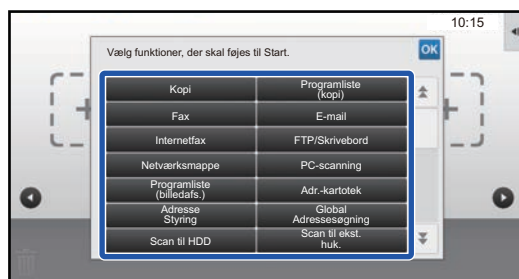 10:15
Vælg funktioner, der skal føjes til Start.
OK
Kopi
Programliste
(kopi)
Fax
E-mail
Internetfax
FTP/Skrivebord
Netværksmappe
PC-scanning
Programliste
(billedafs.)
Adr.-kartotek
Adresse
Styring
Global
Adressesøgning
Scan til HDD
Scan til ekst.
huk.